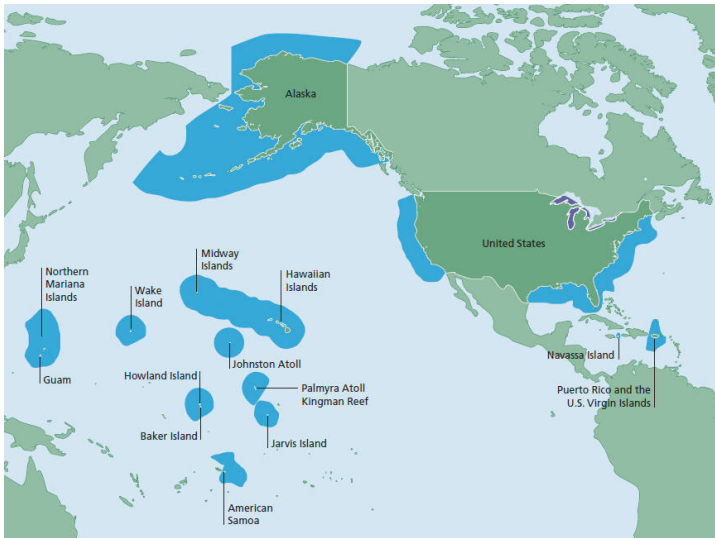 Alaska
United States
Midway
Islands
Hawaiian
Islands
Northern
Mariana
Islands
Wake
Island
Guam
Johnston Atoll
Howland Island
Palmyra Atoll
Kingman Reef
Baker Island
Jarvis Island
American
Samoa
Navassa Island
Puerto Rico and the
U.S. Virgin Islands